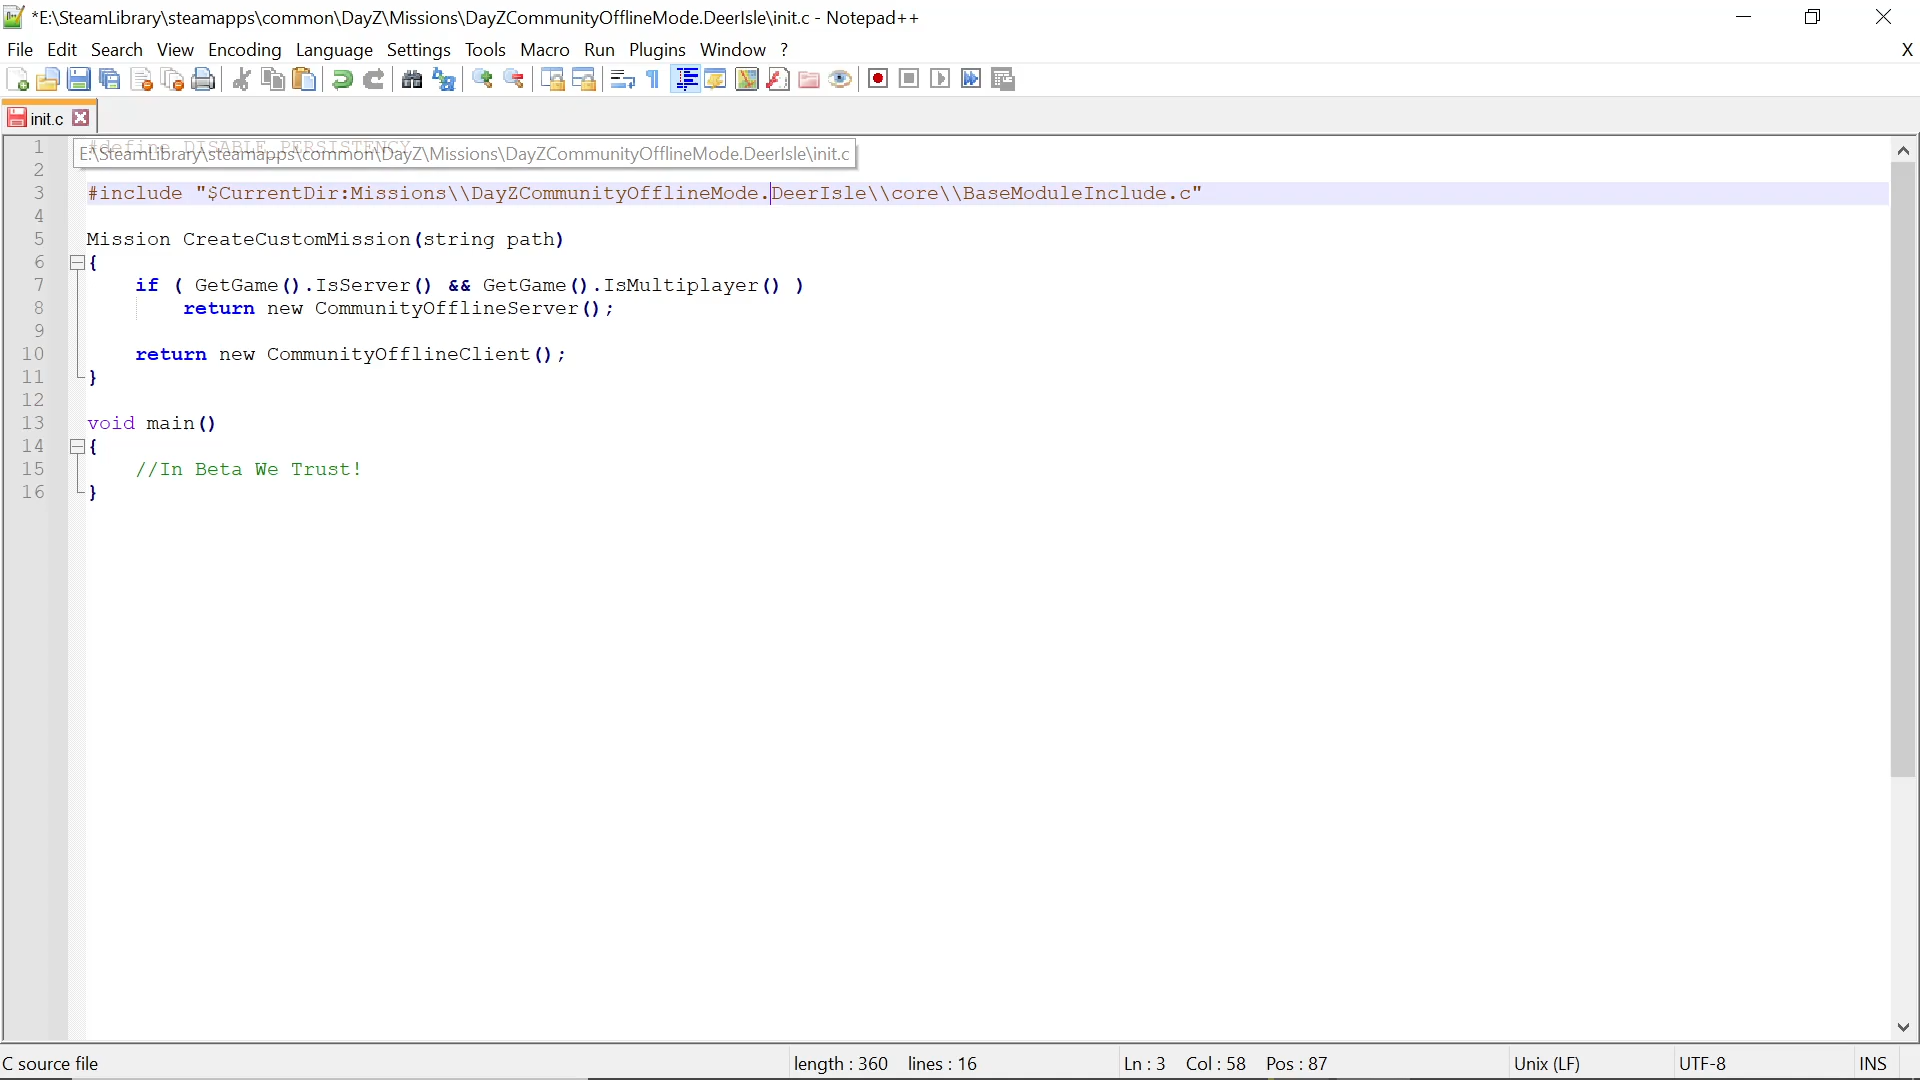 *E:\SteamLibrary\steamapps\common\DayZ\Missions\DayZCommunityOfflineMode.DeerIsle\init.c - Notepad++
File Edit Search View Encoding Language Settings Tools Macro Run Plugins Window ? X
init.c
1 #define DISABLE_PERSISTENCY
E:\SteamLibrary\steamapps\common\DayZ\Missions\DayZCommunityOfflineMode.DeerIsle\init.c
2
3 #include "$CurrentDir:Missions\\DayZCommunityOfflineMode.DeerIsle\\core\\BaseModuleInclude.c"
4
5 Mission CreateCustomMission(string path)
6 {
7 if ( GetGame().IsServer() && GetGame().IsMultiplayer() )
8 return new CommunityOfflineServer();
9
10 return new CommunityOfflineClient();
11 }
12
13 void main()
14 {
15 //In Beta We Trust!
16 }
C source file length : 360 lines : 16 Ln : 3 Col : 58 Pos : 87 Unix (LF) UTF-8 INS